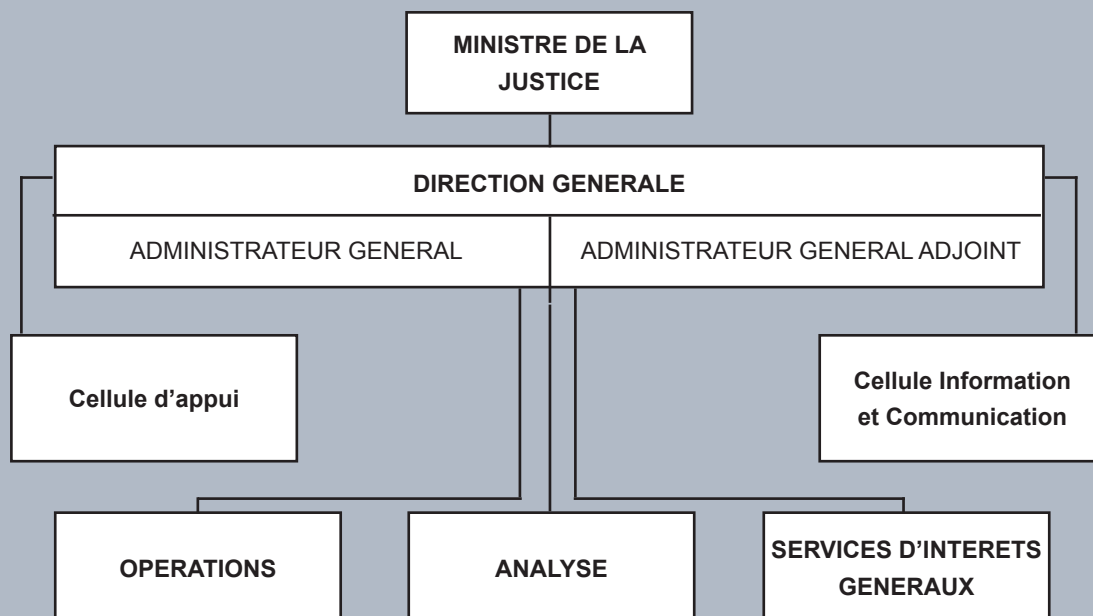 MINISTRE DE LA
JUSTICE
DIRECTION GENERALE
ADMINISTRATEUR GENERAL
ADMINISTRATEUR GENERAL ADJOINT
Cellule d'appui
Cellule Information
et Communication
OPERATIONS
ANALYSE
SERVICES D'INTERETS
GENERAUX